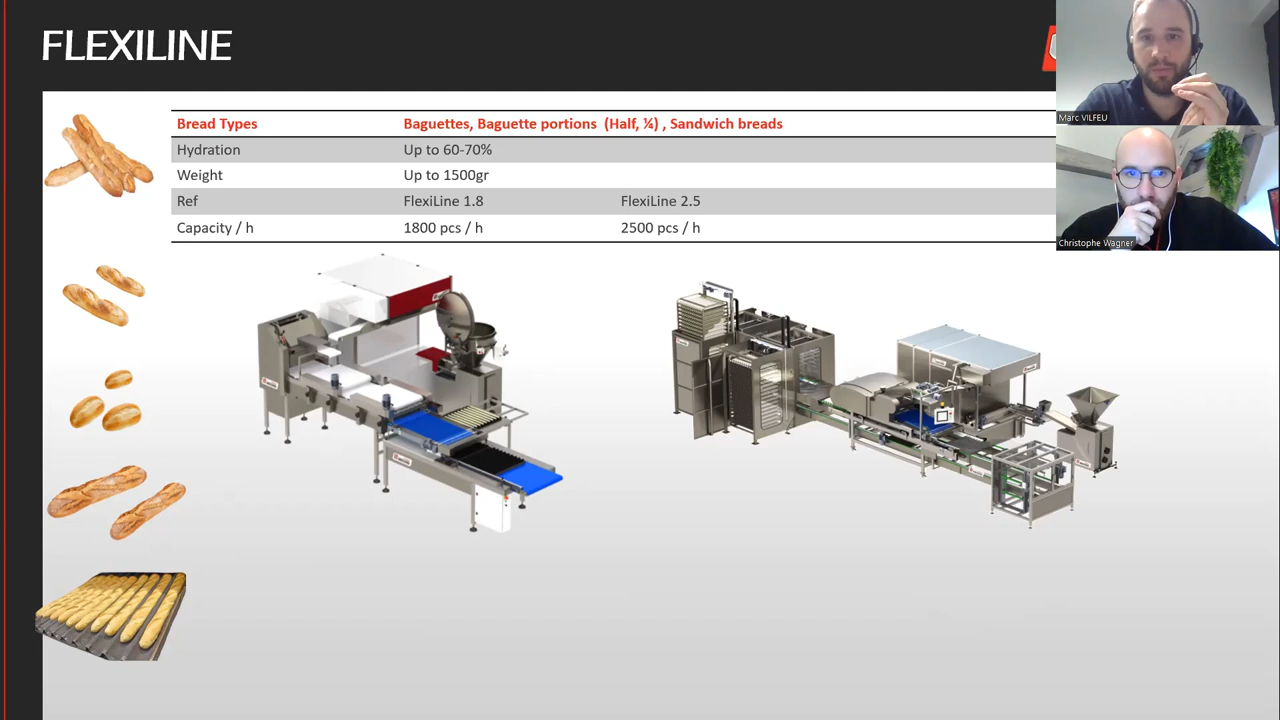 FLEXILINE
Bread Types Baguettes, Baguette portions (Half, ¼) , Sandwich breads
Hydration Up to 60-70%
Weight Up to 1500gr
Ref FlexiLine 1.8 FlexiLine 2.5
Capacity / h 1800 pcs / h 2500 pcs / h
Marc VILFEU
Christophe Wagner